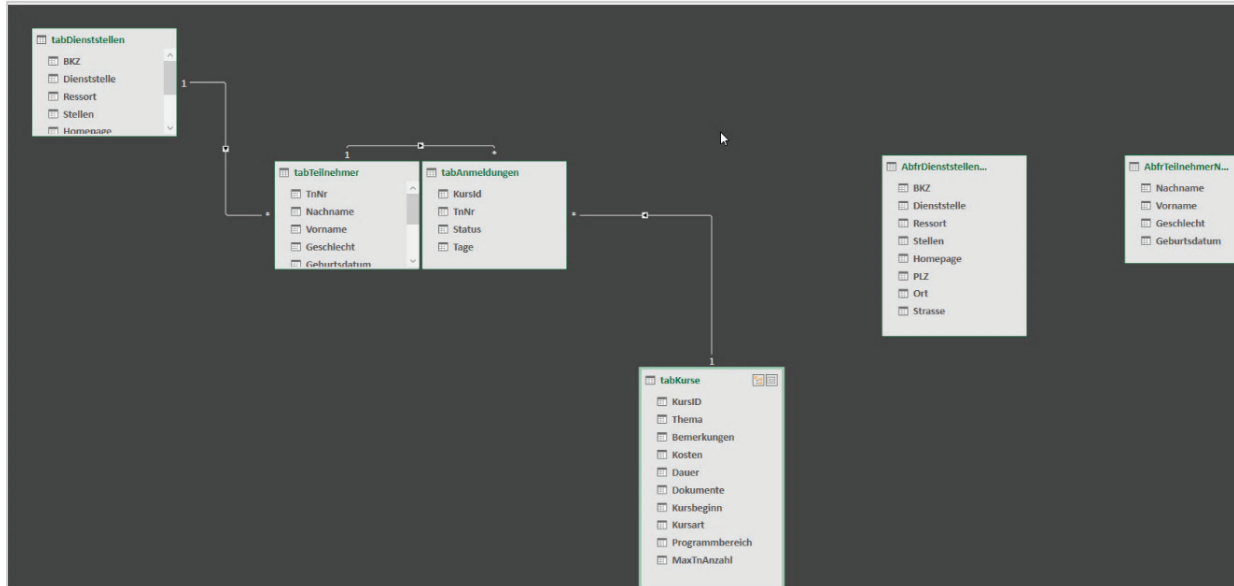 tabDienststellen
BKZ
Dienststelle
Ressort
Stellen
Homepage
1
1
*
*
tabTeilnehmer
TnNr
Nachname
Vorname
Geschlecht
Geburtsdatum
tabAnmeldungen
KursId
TnNr
Status
Tage
*
1
tabKurse
KursID
Thema
Bemerkungen
Kosten
Dauer
Dokumente
Kursbeginn
Kursart
Programmbereich
MaxTnAnzahl
AbfrDienststellen...
BKZ
Dienststelle
Ressort
Stellen
Homepage
PLZ
Ort
Strasse
AbfrTeilnehmerN...
Nachname
Vorname
Geschlecht
Geburtsdatum